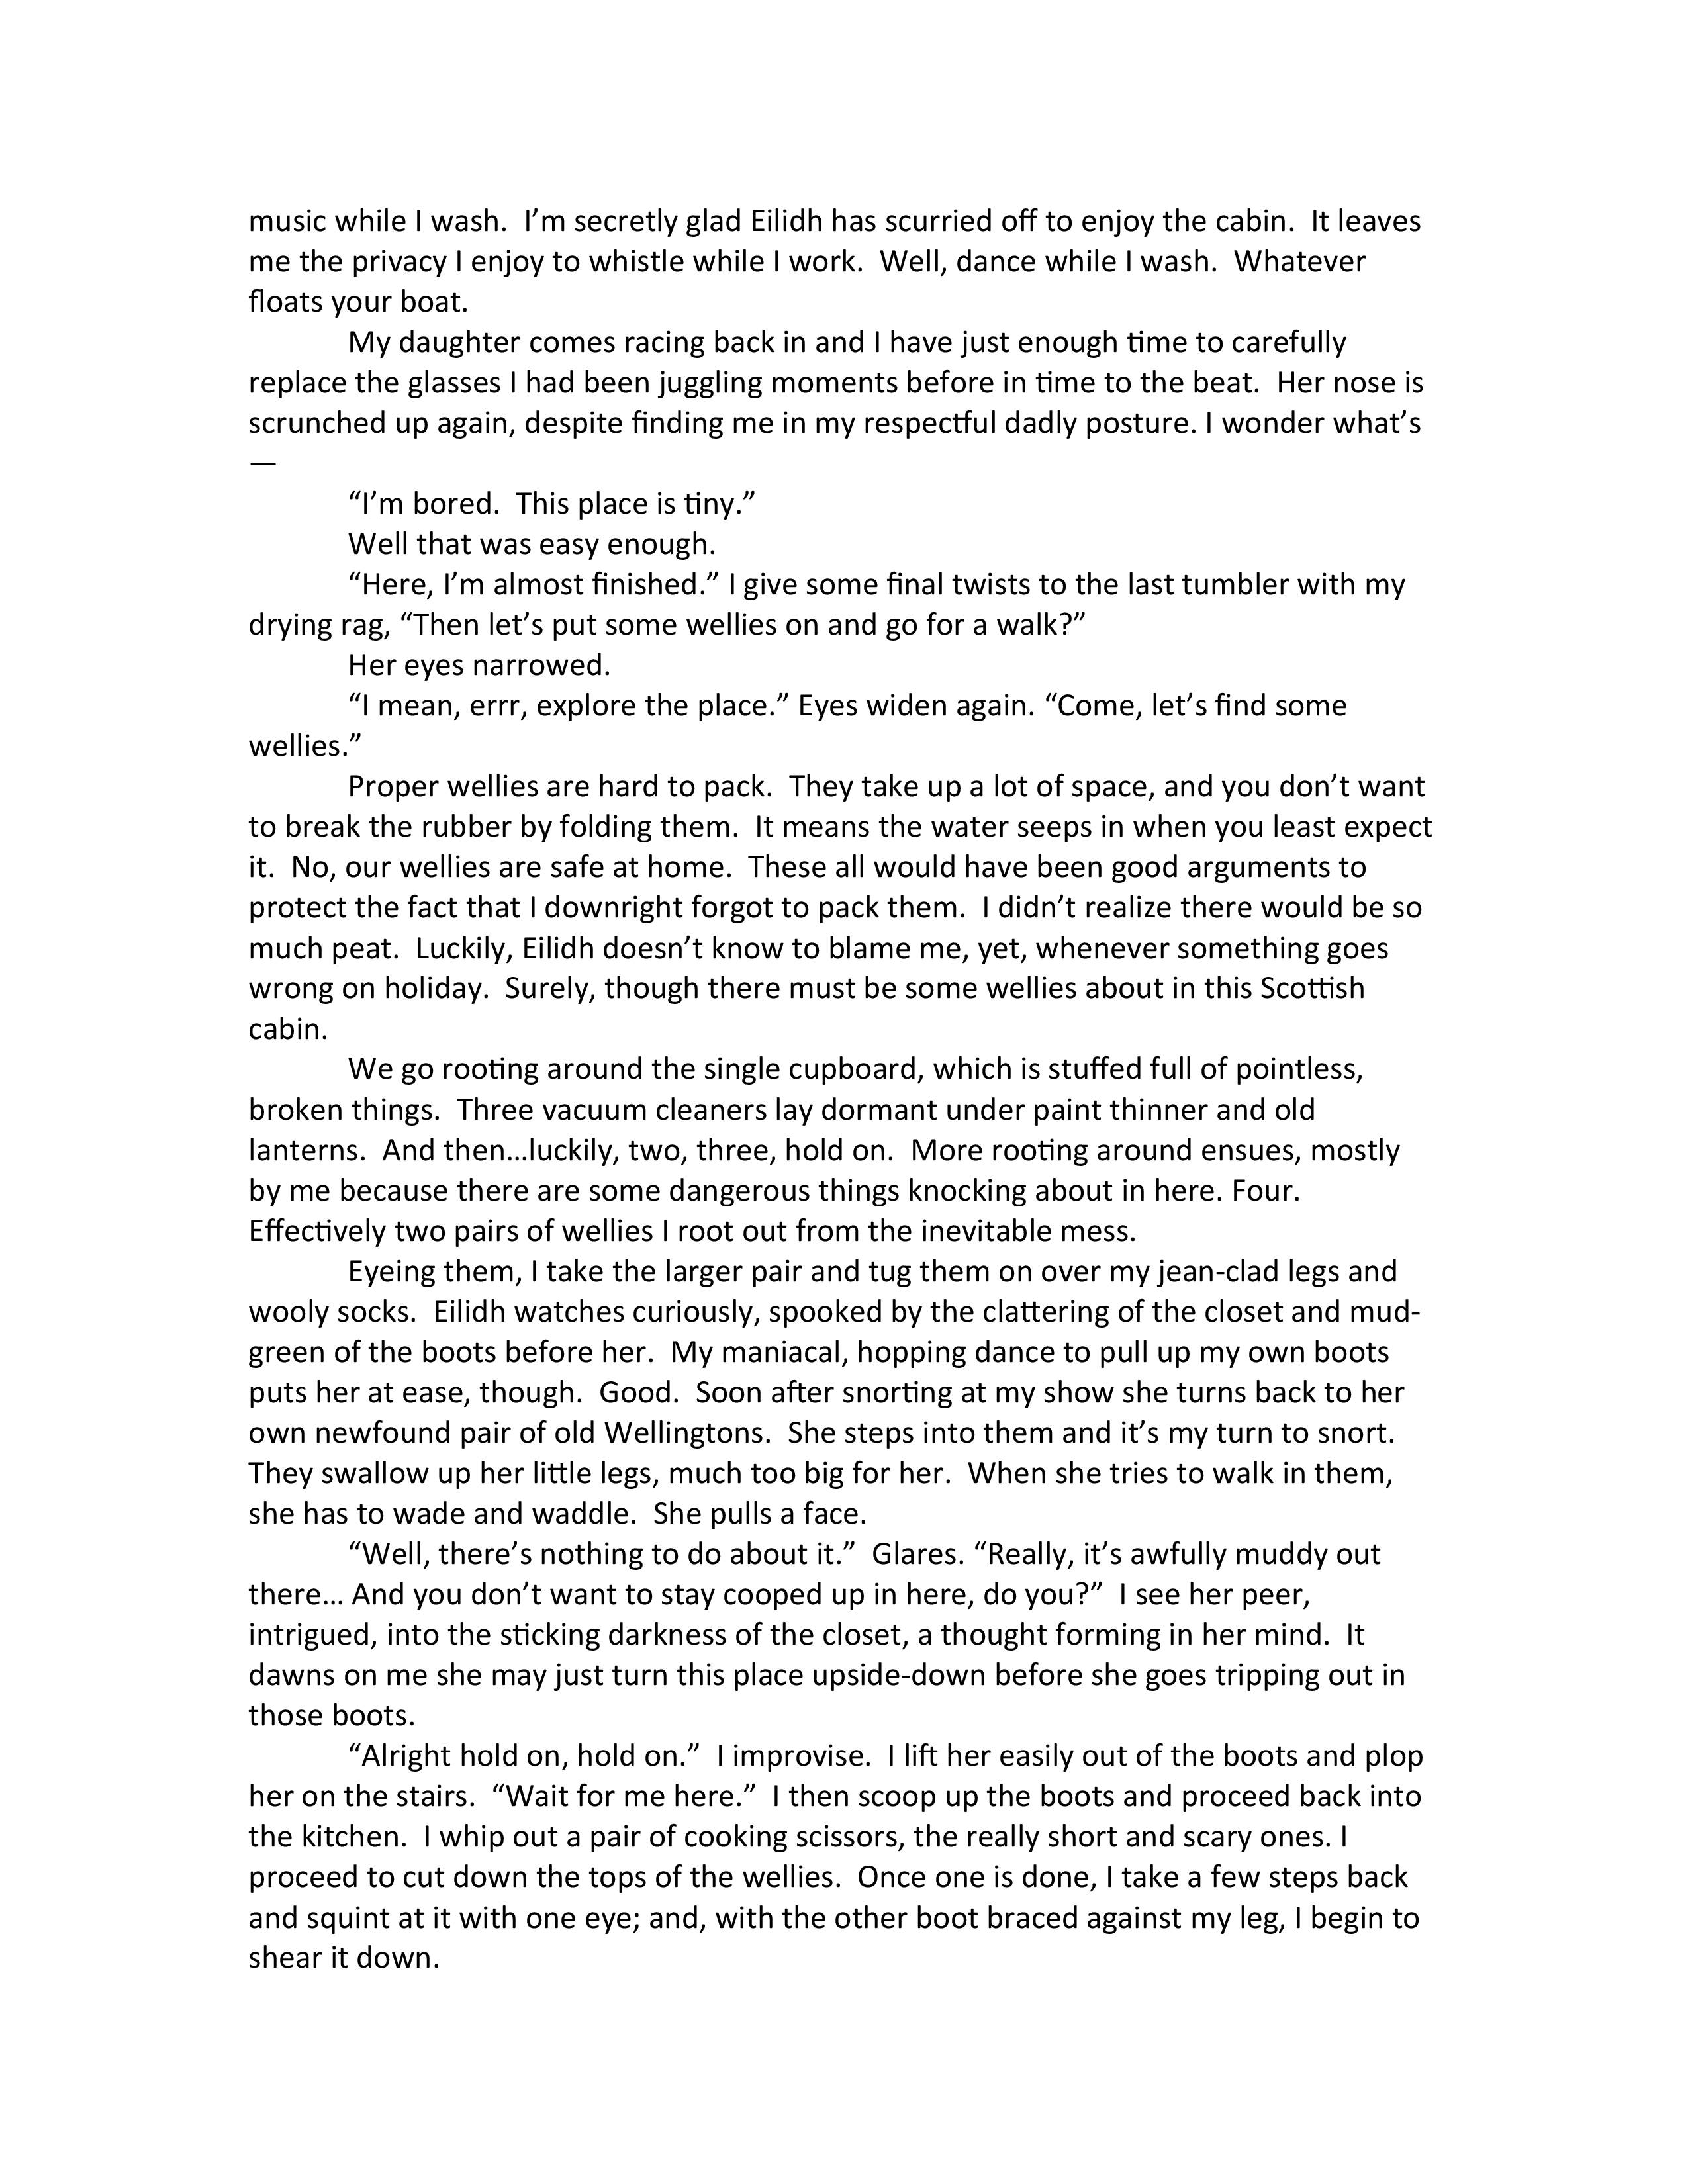 music while I wash.  I’m secretly glad Eilidh has scurried off to enjoy the cabin.  It leaves
me the privacy I enjoy to whistle while I work.  Well, dance while I wash.  Whatever
floats your boat.
My daughter comes racing back in and I have just enough time to carefully
replace the glasses I had been juggling moments before in time to the beat.  Her nose is
scrunched up again, despite finding me in my respectful dadly posture. I wonder what’s
—
“I’m bored.  This place is tiny.”
Well that was easy enough.
“Here, I’m almost finished.” I give some final twists to the last tumbler with my
drying rag, “Then let’s put some wellies on and go for a walk?”
Her eyes narrowed.
“I mean, errr, explore the place.” Eyes widen again. “Come, let’s find some
wellies.”
Proper wellies are hard to pack.  They take up a lot of space, and you don’t want
to break the rubber by folding them.  It means the water seeps in when you least expect
it.  No, our wellies are safe at home.  These all would have been good arguments to
protect the fact that I downright forgot to pack them.  I didn’t realize there would be so
much peat.  Luckily, Eilidh doesn’t know to blame me, yet, whenever something goes
wrong on holiday.  Surely, though there must be some wellies about in this Scottish
cabin.
We go rooting around the single cupboard, which is stuffed full of pointless,
broken things.  Three vacuum cleaners lay dormant under paint thinner and old
lanterns.  And then…luckily, two, three, hold on.  More rooting around ensues, mostly
by me because there are some dangerous things knocking about in here. Four.
Effectively two pairs of wellies I root out from the inevitable mess.
Eyeing them, I take the larger pair and tug them on over my jean-clad legs and
wooly socks.  Eilidh watches curiously, spooked by the clattering of the closet and mud-
green of the boots before her.  My maniacal, hopping dance to pull up my own boots
puts her at ease, though.  Good.  Soon after snorting at my show she turns back to her
own newfound pair of old Wellingtons.  She steps into them and it’s my turn to snort.
They swallow up her little legs, much too big for her.  When she tries to walk in them,
she has to wade and waddle.  She pulls a face.
“Well, there’s nothing to do about it.”  Glares. “Really, it’s awfully muddy out
there… And you don’t want to stay cooped up in here, do you?”  I see her peer,
intrigued, into the sticking darkness of the closet, a thought forming in her mind.  It
dawns on me she may just turn this place upside-down before she goes tripping out in
those boots.
“Alright hold on, hold on.”  I improvise.  I lift her easily out of the boots and plop
her on the stairs.  “Wait for me here.”  I then scoop up the boots and proceed back into
the kitchen.  I whip out a pair of cooking scissors, the really short and scary ones. I
proceed to cut down the tops of the wellies.  Once one is done, I take a few steps back
and squint at it with one eye; and, with the other boot braced against my leg, I begin to
shear it down.